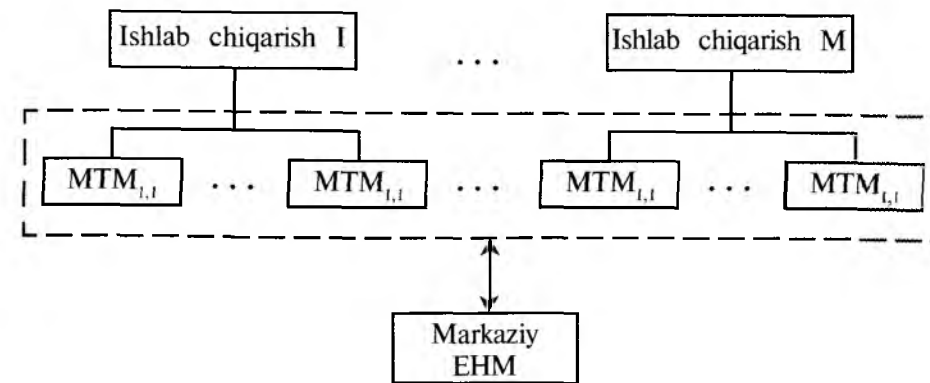 Ishlab chiqarish I
. . .
Ishlab chiqarish M
MTM1,1 . . . MTM1,1 . . . MTM1,1 . . . MTM1,1
Markaziy
EHM